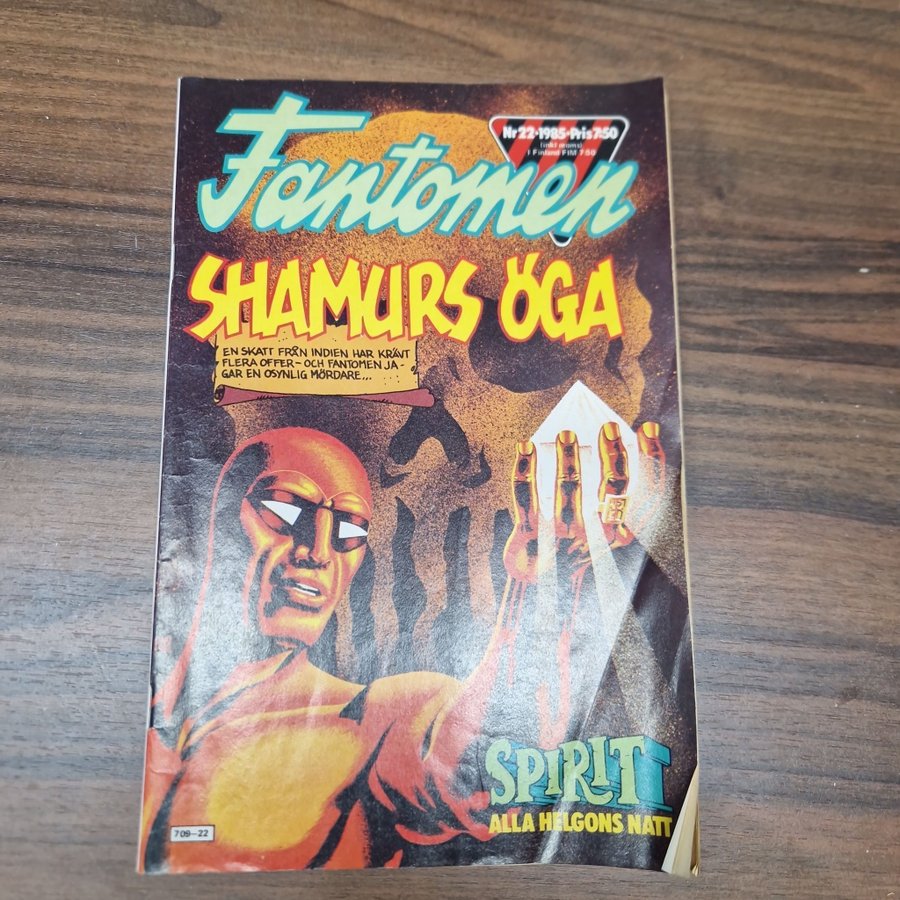 Fantomen
Nr 22•1985•Pris 7:50
(inkl moms)
I Finland FIM 7:50
SHAMURS ÖGA
EN SKATT FRÅN INDIEN HAR KRÄVT
FLERA OFFER – OCH FANTOMEN JA-
GAR EN OSYNLIG MÖRDARE...
SPIRIT
ALLA HELGONS NATT
709–22